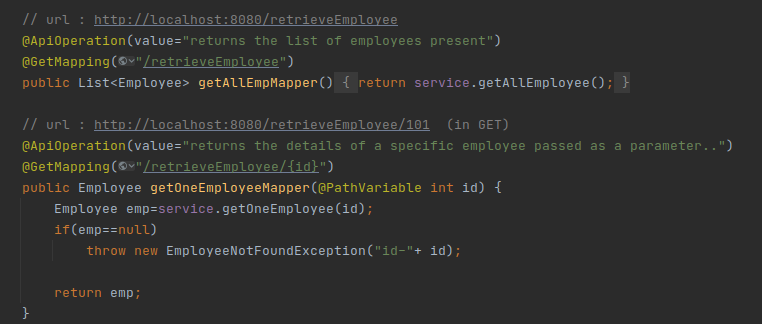 // url : http://localhost:8080/retrieveEmployee
@ApiOperation(value="returns the list of employees present")
@GetMapping("/retrieveEmployee")
public List<Employee> getAllEmpMapper() { return service.getAllEmployee(); }
// url : http://localhost:8080/retrieveEmployee/101  (in GET)
@ApiOperation(value="returns the details of a specific employee passed as a parameter..")
@GetMapping("/retrieveEmployee/{id}")
public Employee getOneEmployeeMapper(@PathVariable int id) {
Employee emp=service.getOneEmployee(id);
if(emp==null)
throw new EmployeeNotFoundException("id-"+ id);
return emp;
}